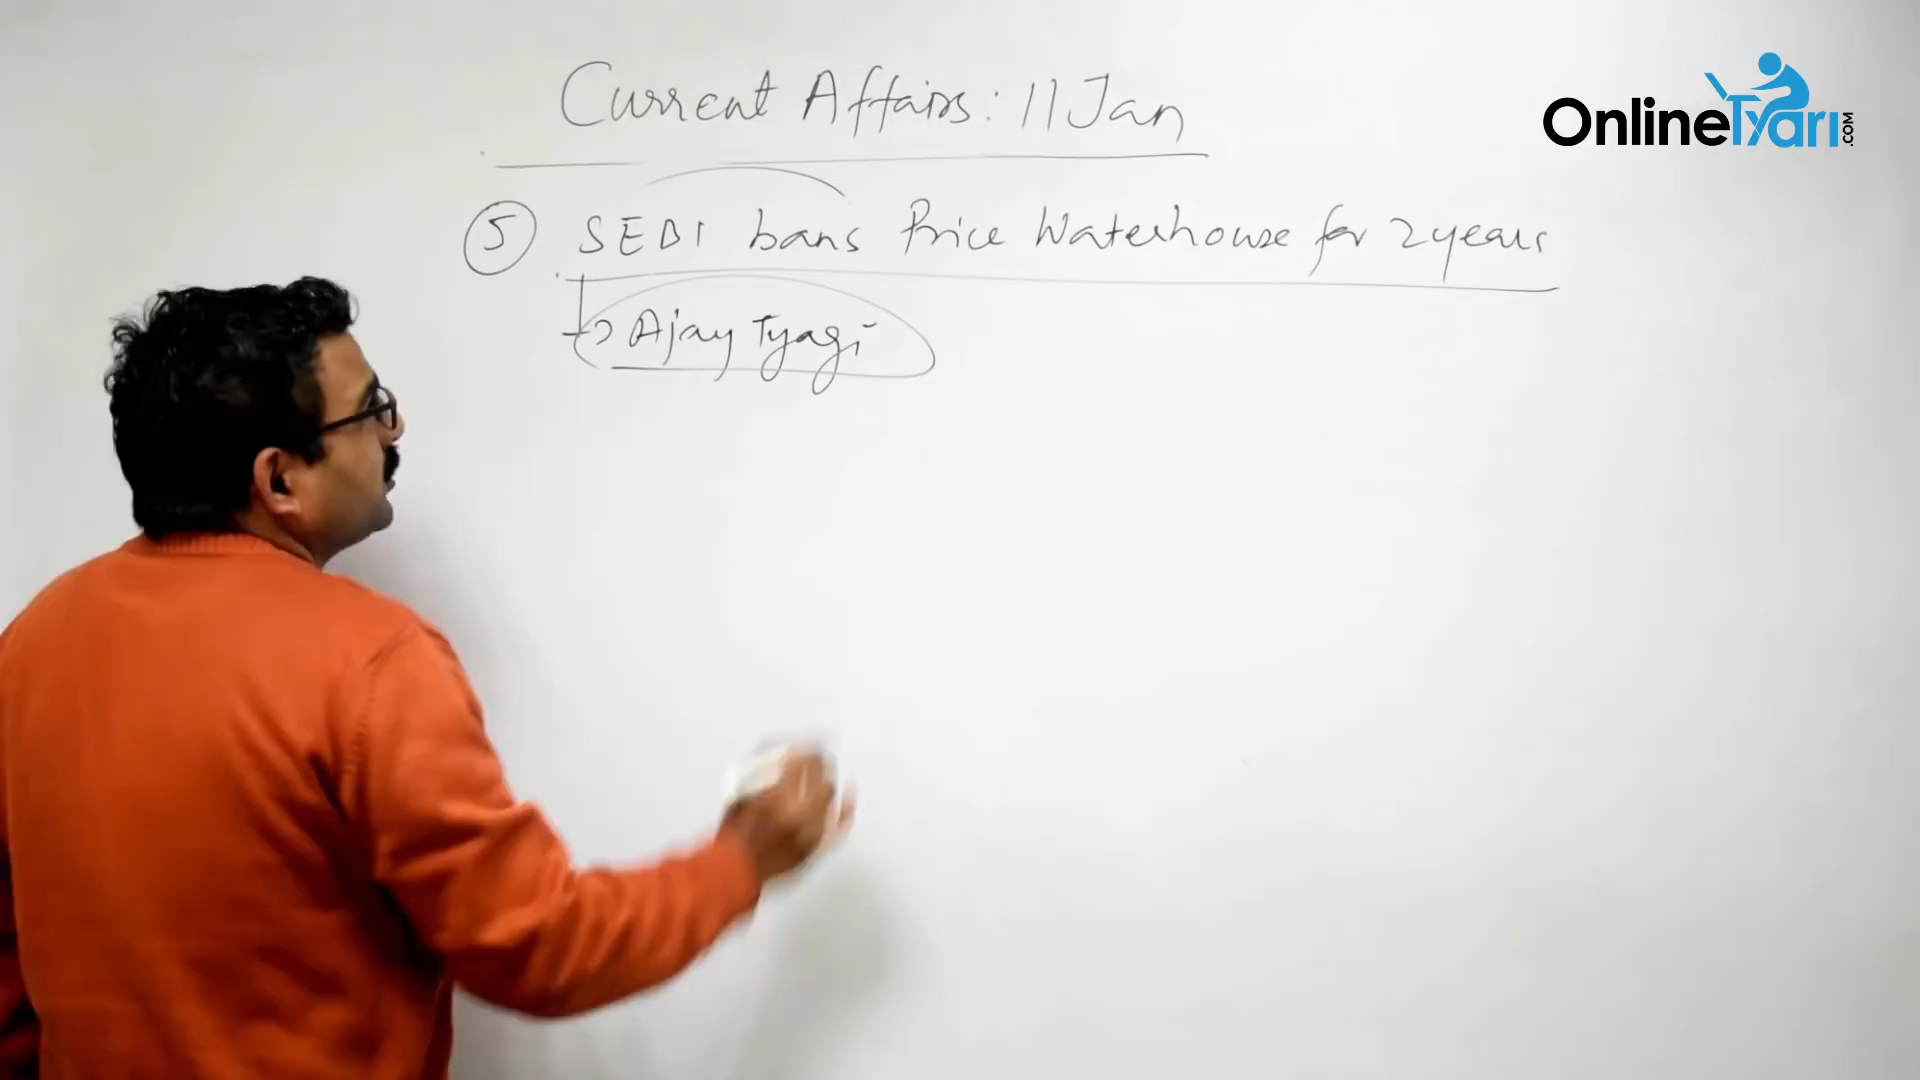 Current Affairs: 11 Jan
OnlineTyari.COM
5 SEBI bans Price Waterhouse for 2 years
→ Ajay Tyagi